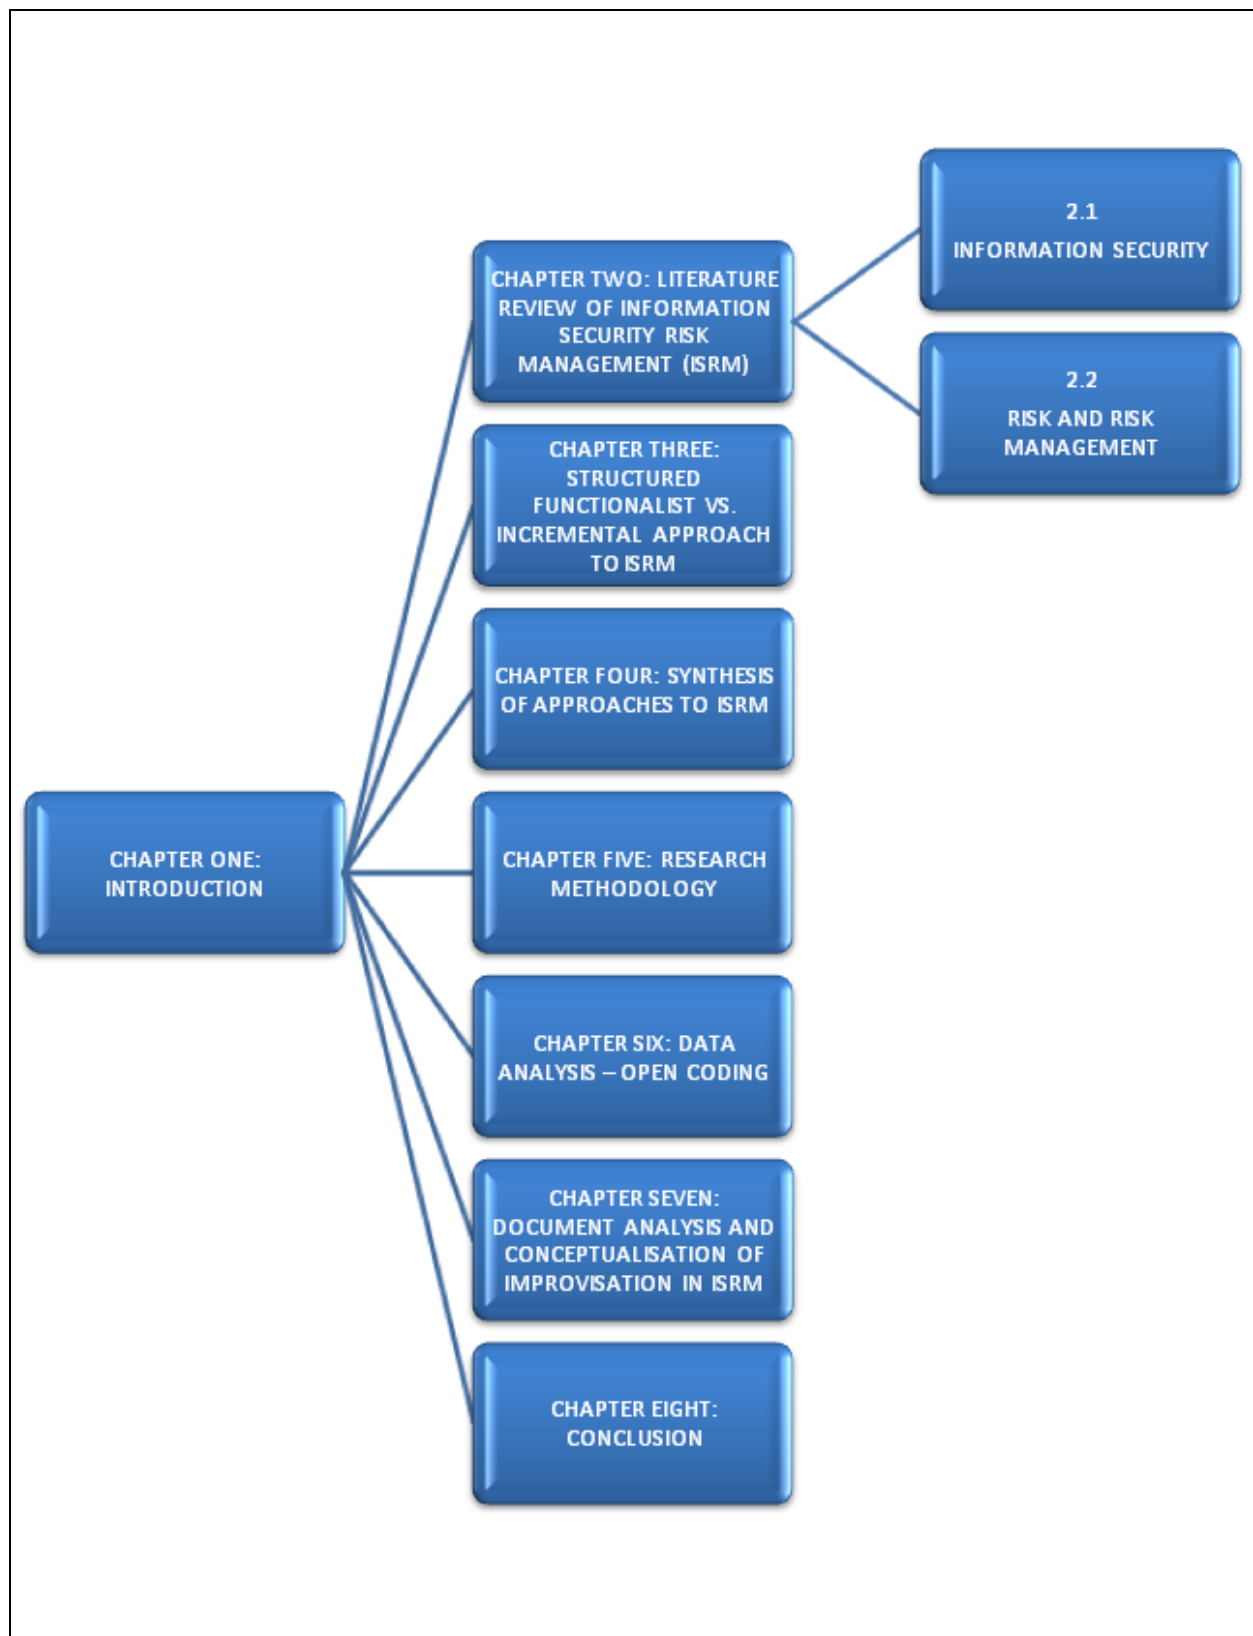 CHAPTER ONE:
INTRODUCTION
CHAPTER TWO: LITERATURE
REVIEW OF INFORMATION
SECURITY RISK
MANAGEMENT (ISRM)
2.1
INFORMATION SECURITY
2.2
RISK AND RISK
MANAGEMENT
CHAPTER THREE:
STRUCTURED
FUNCTIONALIST VS.
INCREMENTAL APPROACH
TO ISRM
CHAPTER FOUR: SYNTHESIS
OF APPROACHES TO ISRM
CHAPTER FIVE: RESEARCH
METHODOLOGY
CHAPTER SIX: DATA
ANALYSIS – OPEN CODING
CHAPTER SEVEN:
DOCUMENT ANALYSIS AND
CONCEPTUALISATION OF
IMPROVISATION IN ISRM
CHAPTER EIGHT:
CONCLUSION